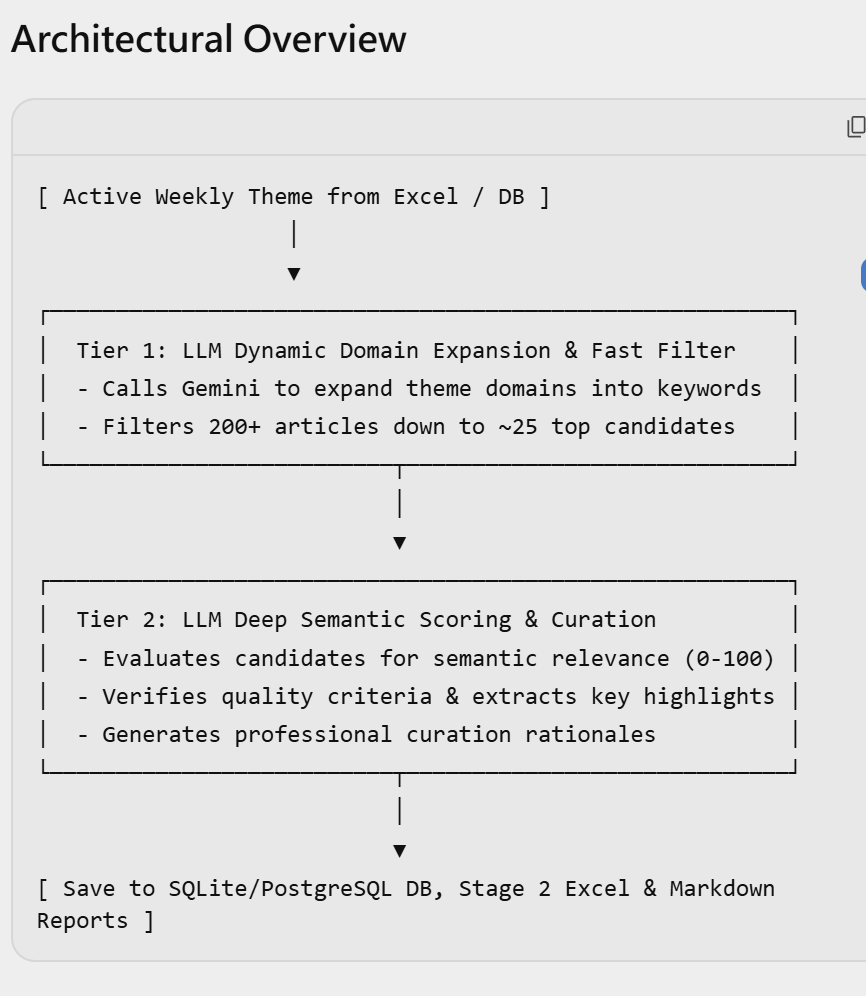 Architectural Overview
[ Active Weekly Theme from Excel / DB ]
Tier 1: LLM Dynamic Domain Expansion & Fast Filter
- Calls Gemini to expand theme domains into keywords
- Filters 200+ articles down to ~25 top candidates
Tier 2: LLM Deep Semantic Scoring & Curation
- Evaluates candidates for semantic relevance (0-100)
- Verifies quality criteria & extracts key highlights
- Generates professional curation rationales
[ Save to SQLite/PostgreSQL DB, Stage 2 Excel & Markdown
Reports ]